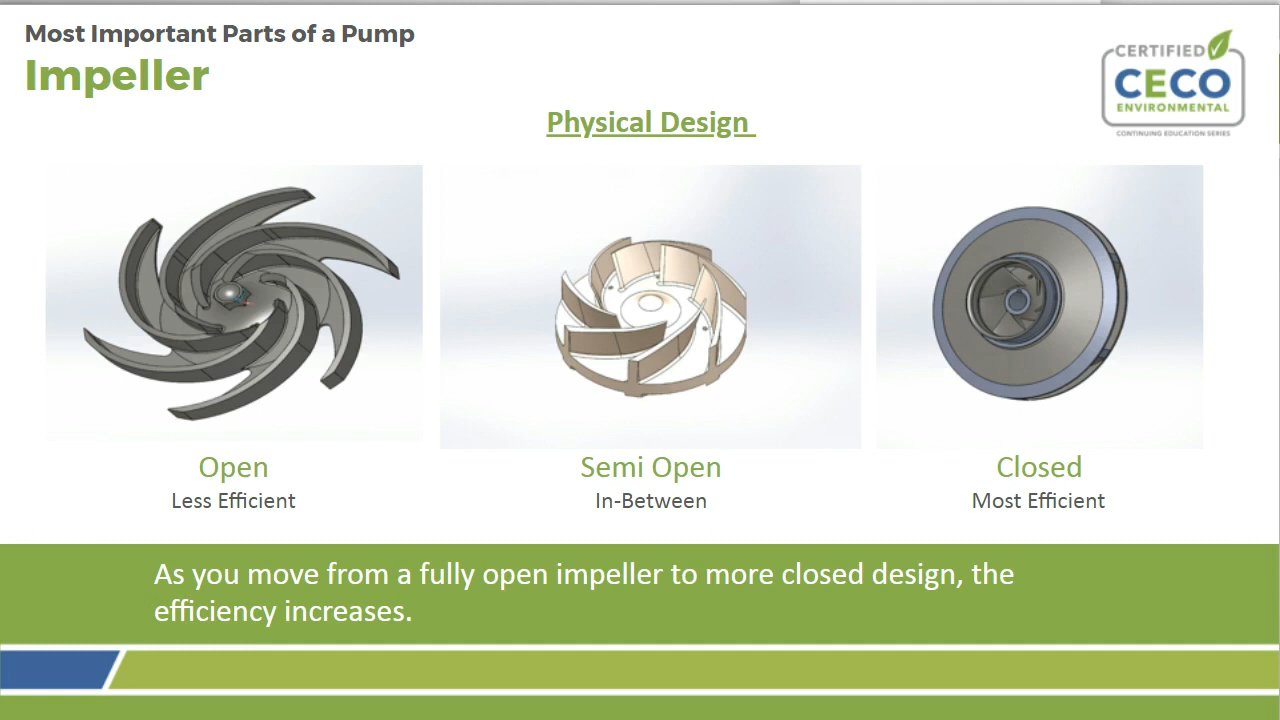 Most Important Parts of a Pump
Impeller
CERTIFIED
CECO
ENVIRONMENTAL
CONTINUING EDUCATION SERIES
Physical Design
Open
Semi Open
Closed
Less Efficient
In-Between
Most Efficient
As you move from a fully open impeller to more closed design, the
efficiency increases.